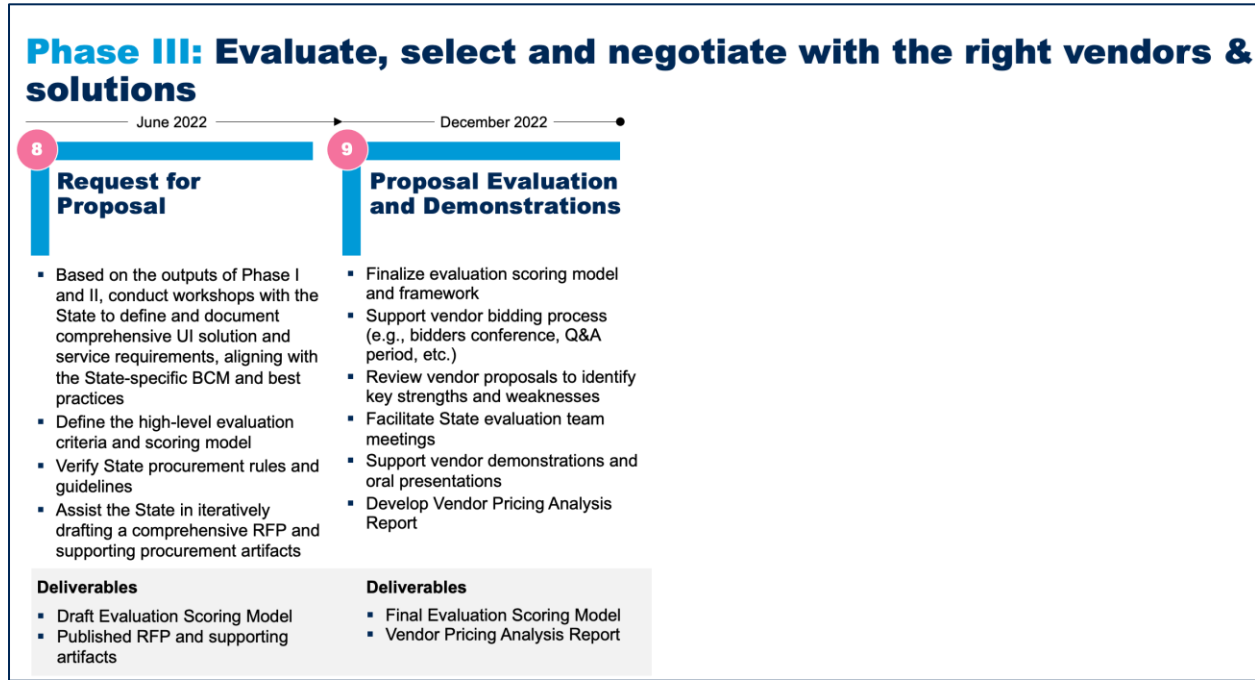 Phase III: Evaluate, select and negotiate with the right vendors &
solutions
June 2022
December 2022
8
Request for
Proposal
▪ Based on the outputs of Phase I
and II, conduct workshops with the
State to define and document
comprehensive UI solution and
service requirements, aligning with
the State-specific BCM and best
practices
▪ Define the high-level evaluation
criteria and scoring model
▪ Verify State procurement rules and
guidelines
▪ Assist the State in iteratively
drafting a comprehensive RFP and
supporting procurement artifacts
Deliverables
▪ Draft Evaluation Scoring Model
▪ Published RFP and supporting
artifacts
9
Proposal Evaluation
and Demonstrations
▪ Finalize evaluation scoring model
and framework
▪ Support vendor bidding process
(e.g., bidders conference, Q&A
period, etc.)
▪ Review vendor proposals to identify
key strengths and weaknesses
▪ Facilitate State evaluation team
meetings
▪ Support vendor demonstrations and
oral presentations
▪ Develop Vendor Pricing Analysis
Report
Deliverables
▪ Final Evaluation Scoring Model
▪ Vendor Pricing Analysis Report